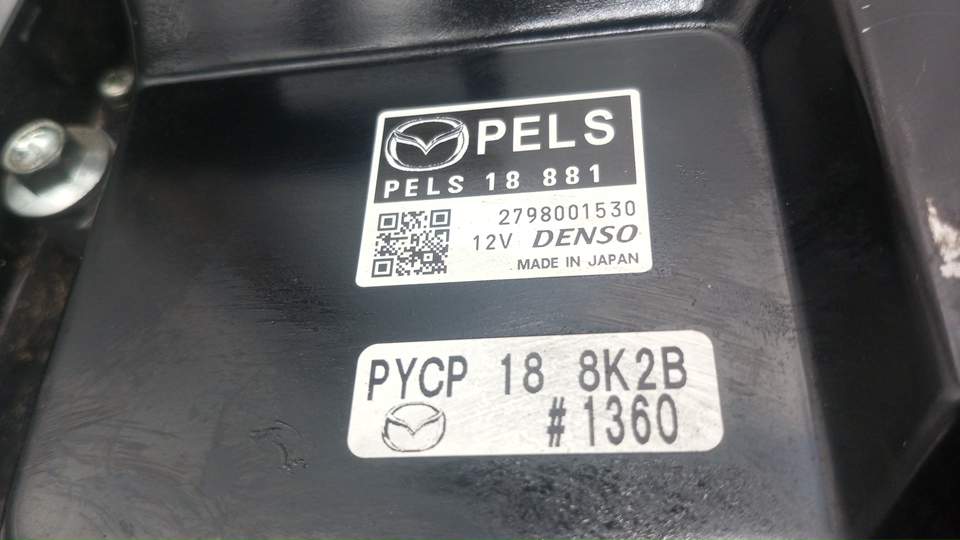 PELS
PELS 18 881
2798001530
12V DENSO
MADE IN JAPAN
PYCP 18 8K2B
#1360